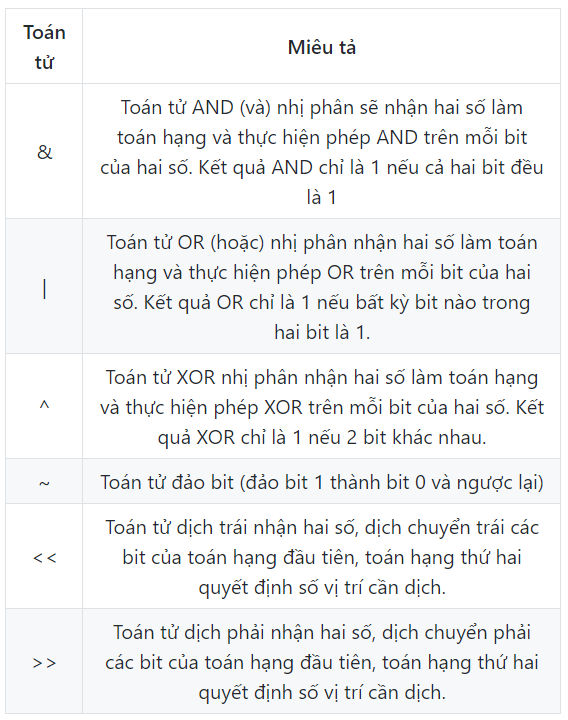 Toán
tử
Miêu tả
&
Toán tử AND (và) nhị phân sẽ nhận hai số làm
toán hạng và thực hiện phép AND trên mỗi bit
của hai số. Kết quả AND chỉ là 1 nếu cả hai bit đều
là 1
|
Toán tử OR (hoặc) nhị phân nhận hai số làm toán
hạng và thực hiện phép OR trên mỗi bit của hai
số. Kết quả OR chỉ là 1 nếu bất kỳ bit nào trong
hai bit là 1.
^
Toán tử XOR nhị phân nhận hai số làm toán hạng
và thực hiện phép XOR trên mỗi bit của hai số. Kết
quả XOR chỉ là 1 nếu 2 bit khác nhau.
~
Toán tử đảo bit (đảo bit 1 thành bit 0 và ngược lại)
<<
Toán tử dịch trái nhận hai số, dịch chuyển trái các
bit của toán hạng đầu tiên, toán hạng thứ hai
quyết định số vị trí cần dịch.
>>
Toán tử dịch phải nhận hai số, dịch chuyển phải
các bit của toán hạng đầu tiên, toán hạng thứ hai
quyết định số vị trí cần dịch.